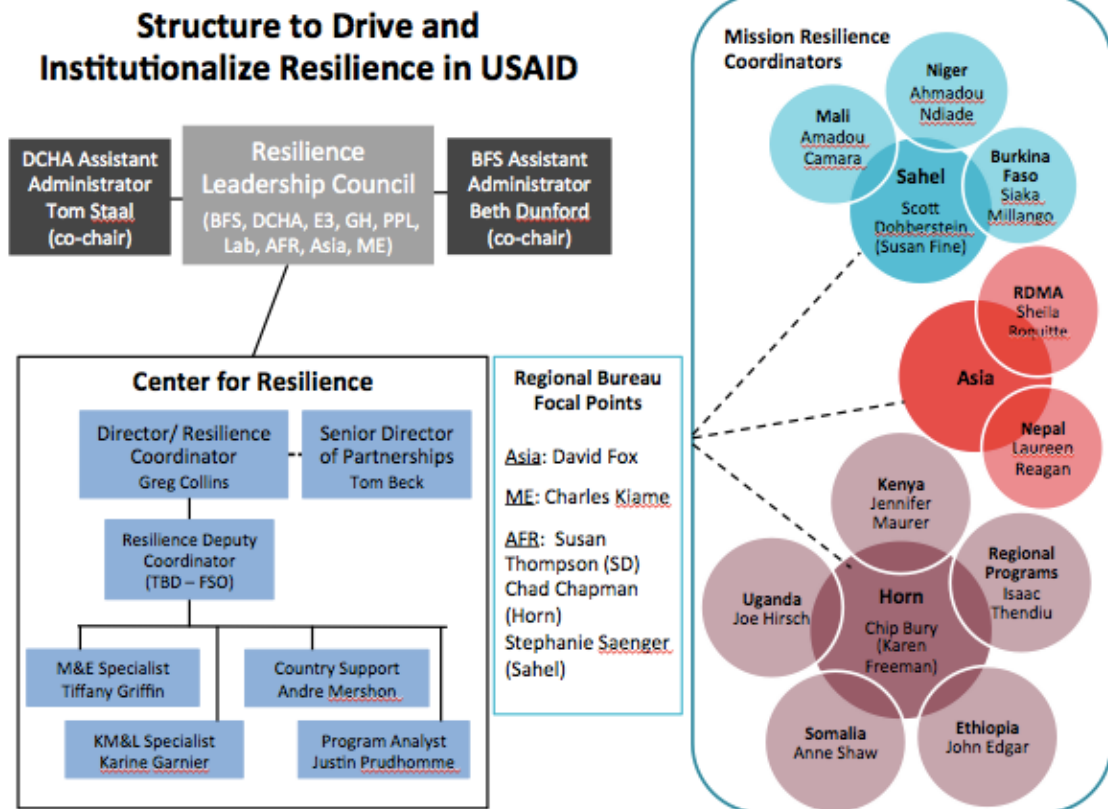 Structure to Drive and
Institutionalize Resilience in USAID
DCHA Assistant
Administrator
Tom Staal
(co-chair)
Resilience
Leadership Council
(BFS, DCHA, E3, GH, PPL,
Lab, AFR, Asia, ME)
BFS Assistant
Administrator
Beth Dunford
(co-chair)
Center for Resilience
Director/ Resilience
Coordinator
Greg Collins
Senior Director
of Partnerships
Tom Beck
Resilience Deputy
Coordinator
(TBD – FSO)
M&E Specialist
Tiffany Griffin
Country Support
Andre Mershon
KM&L Specialist
Karine Garnier
Program Analyst
Justin Prudhomme
Regional Bureau
Focal Points
Asia: David Fox
ME: Charles Kiame
AFR: Susan
Thompson (SD)
Chad Chapman
(Horn)
Stephanie Saenger
(Sahel)
Mission Resilience
Coordinators
Niger
Ahmadou
Ndiade
Mali
Amadou
Camara
Burkina
Faso
Siaka
Millango
Sahel
Scott
Dobberstein
(Susan Fine)
RDMA
Sheila
Roquitte
Asia
Nepal
Laureen
Reagan
Kenya
Jennifer
Maurer
Regional
Programs
Isaac
Thendiu
Uganda
Joe Hirsch
Horn
Chip Bury
(Karen
Freeman)
Somalia
Anne Shaw
Ethiopia
John Edgar